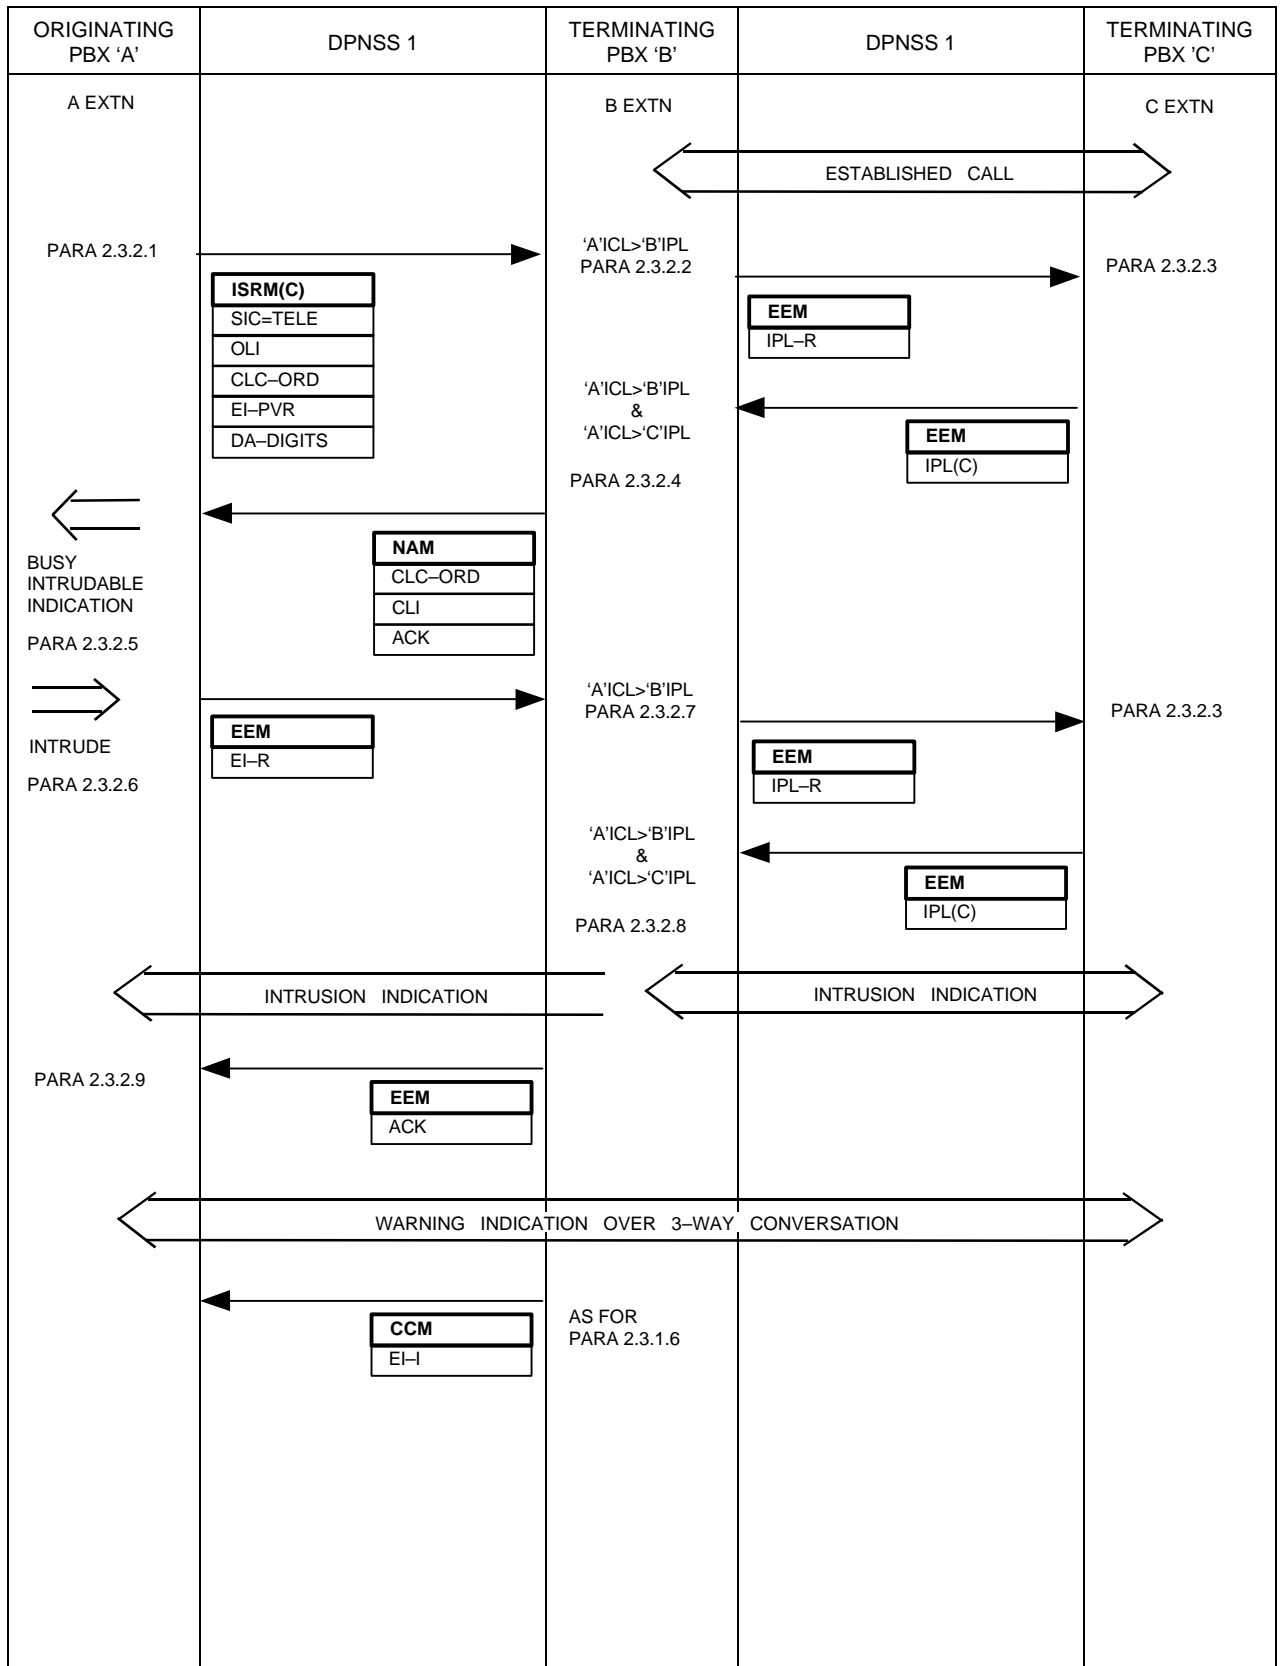 ORIGINATING
PBX ‘A’
DPNSS 1
TERMINATING
PBX ‘B’
DPNSS 1
TERMINATING
PBX ’C’
A EXTN
B EXTN
C EXTN
ESTABLISHED CALL
PARA 2.3.2.1
‘A’ICL>‘B’IPL
PARA 2.3.2.2
PARA 2.3.2.3
ISRM(C)
SIC=TELE
OLI
CLC–ORD
EI–PVR
DA–DIGITS
EEM
IPL–R
‘A’ICL>‘B’IPL
&
‘A’ICL>‘C’IPL
PARA 2.3.2.4
EEM
IPL(C)
BUSY
INTRUDABLE
INDICATION
PARA 2.3.2.5
NAM
CLC–ORD
CLI
ACK
INTRUDE
PARA 2.3.2.6
EEM
EI–R
‘A’ICL>‘B’IPL
PARA 2.3.2.7
PARA 2.3.2.3
EEM
IPL–R
‘A’ICL>‘B’IPL
&
‘A’ICL>‘C’IPL
PARA 2.3.2.8
EEM
IPL(C)
INTRUSION INDICATION
INTRUSION INDICATION
PARA 2.3.2.9
EEM
ACK
WARNING INDICATION OVER 3–WAY CONVERSATION
CCM
EI–I
AS FOR
PARA 2.3.1.6